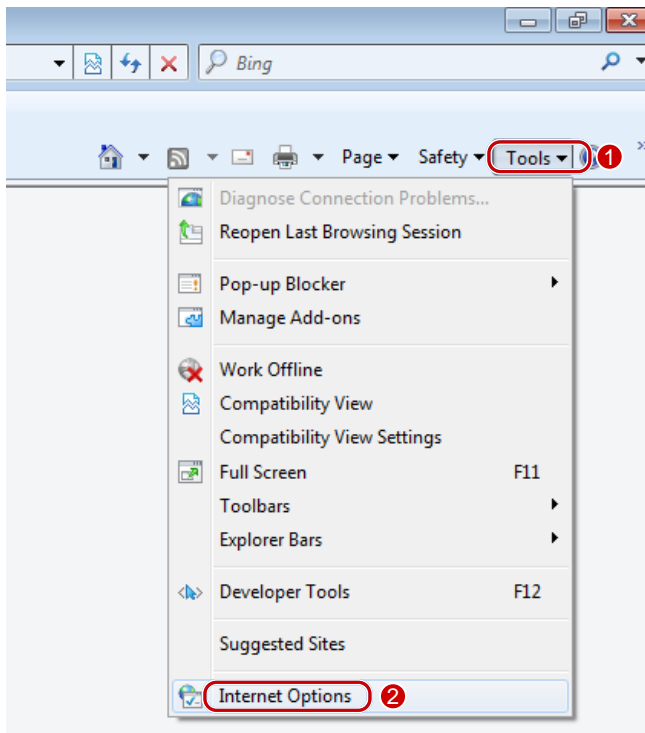 Bing
Page Safety Tools 1
Diagnose Connection Problems...
Reopen Last Browsing Session
Pop-up Blocker
Manage Add-ons
Work Offline
Compatibility View
Compatibility View Settings
Full Screen F11
Toolbars
Explorer Bars
Developer Tools F12
Suggested Sites
Internet Options 2